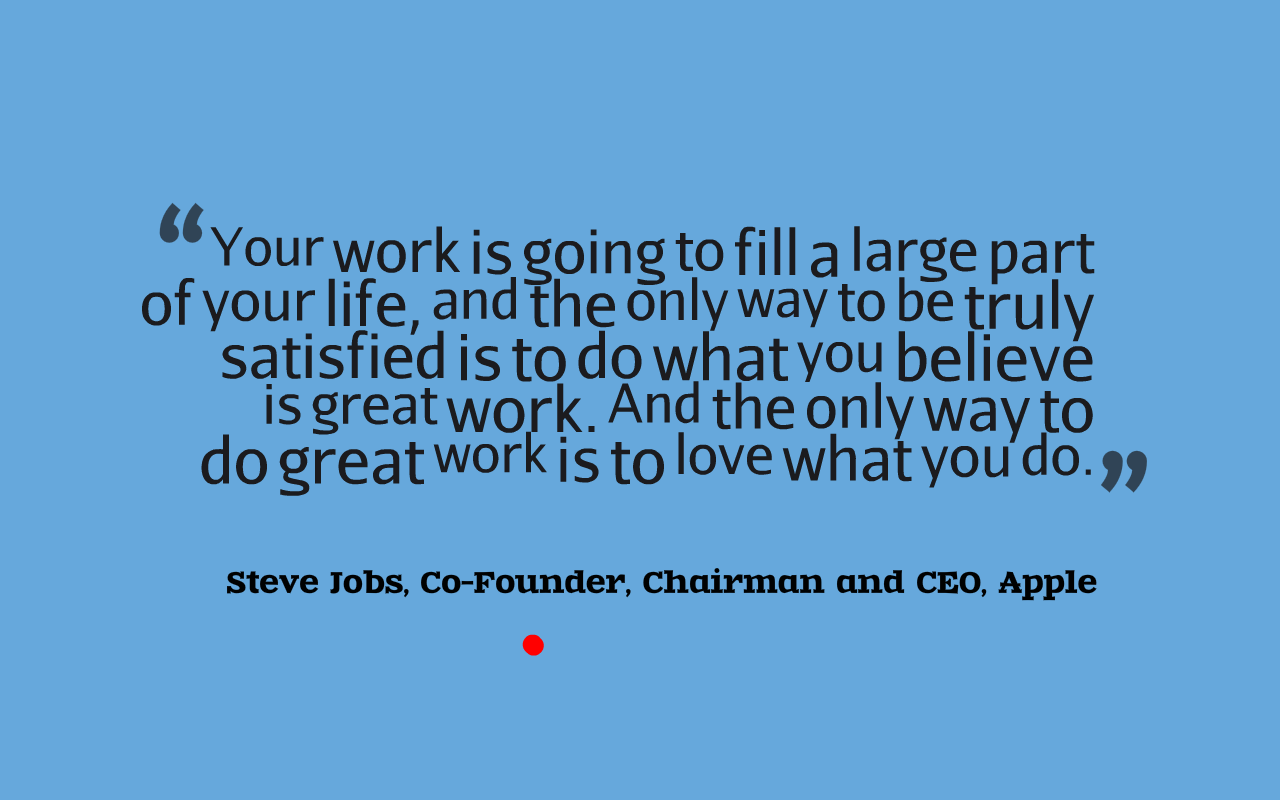 “Your work is going to fill a large part
of your life, and the only way to be truly
satisfied is to do what you believe
is great work. And the only way to
do great work is to love what you do.”
Steve Jobs, Co-Founder, Chairman and CEO, Apple